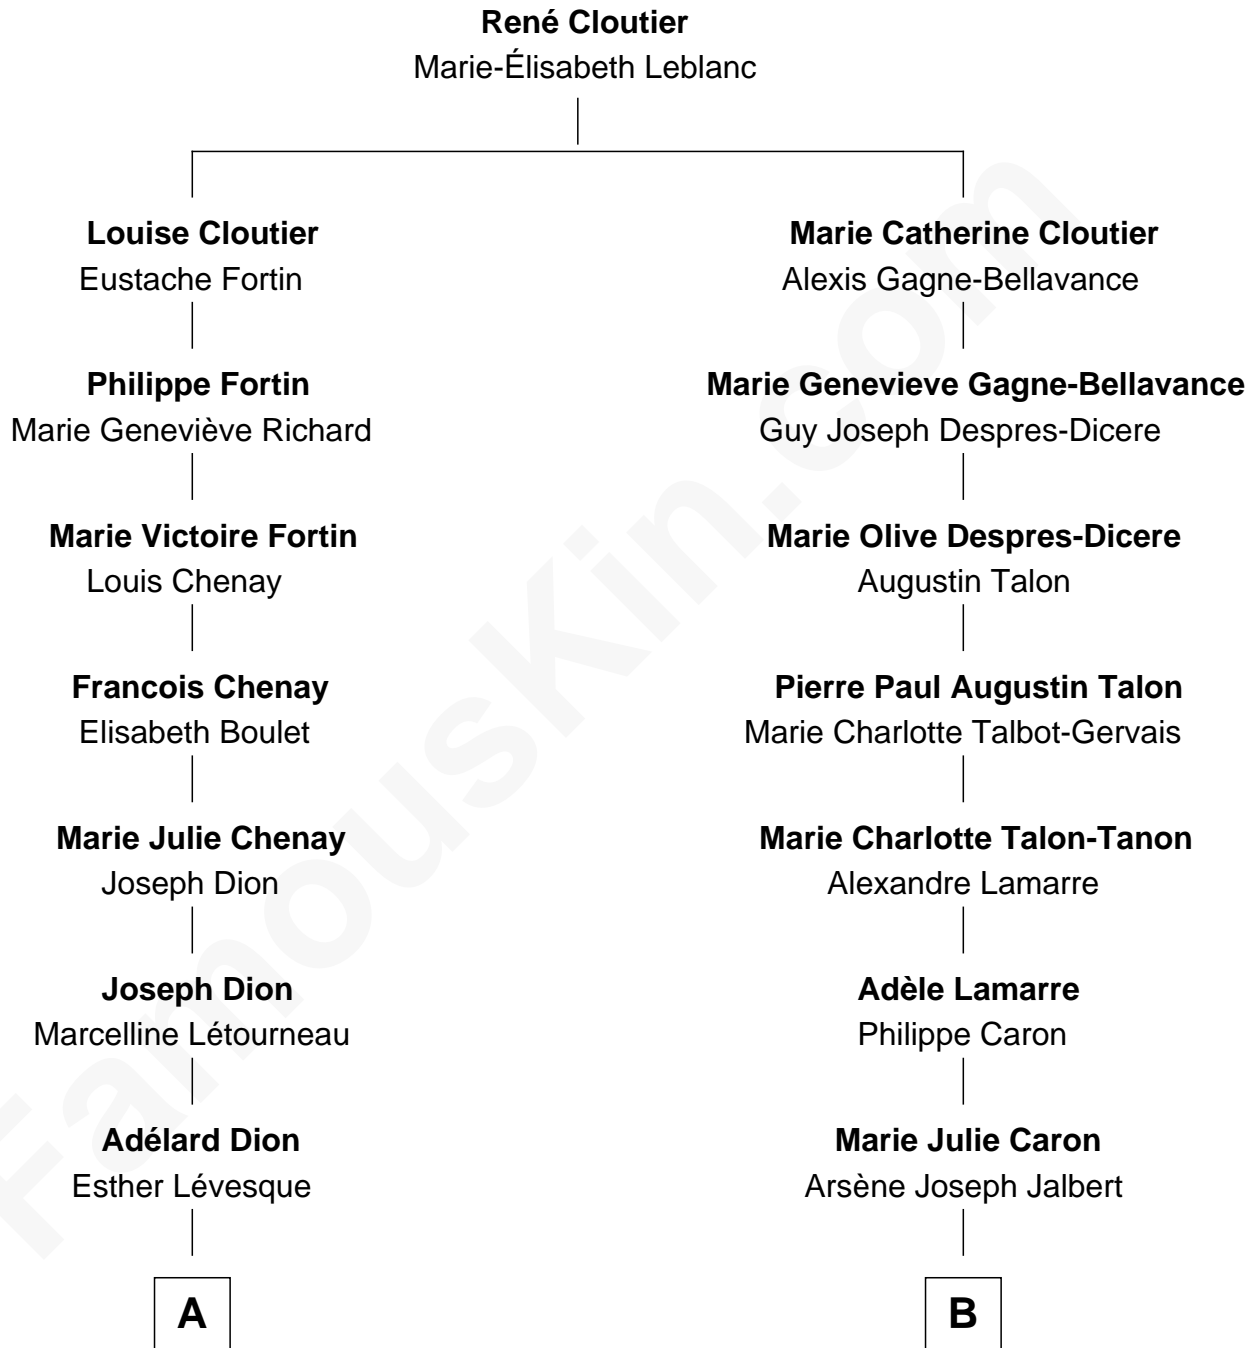 René Cloutier
Marie-Élisabeth Leblanc
Louise Cloutier
Eustache Fortin
Marie Catherine Cloutier
Alexis Gagne-Bellavance
Philippe Fortin
Marie Geneviève Richard
Marie Genevieve Gagne-Bellavance
Guy Joseph Despres-Dicere
Marie Victoire Fortin
Louis Chenay
Marie Olive Despres-Dicere
Augustin Talon
Francois Chenay
Elisabeth Boulet
Pierre Paul Augustin Talon
Marie Charlotte Talbot-Gervais
Marie Julie Chenay
Joseph Dion
Marie Charlotte Talon-Tanon
Alexandre Lamarre
Joseph Dion
Marcelline Létourneau
Adèle Lamarre
Philippe Caron
Adélard Dion
Esther Lévesque
Marie Julie Caron
Arsène Joseph Jalbert
A
B
FamousKin.com